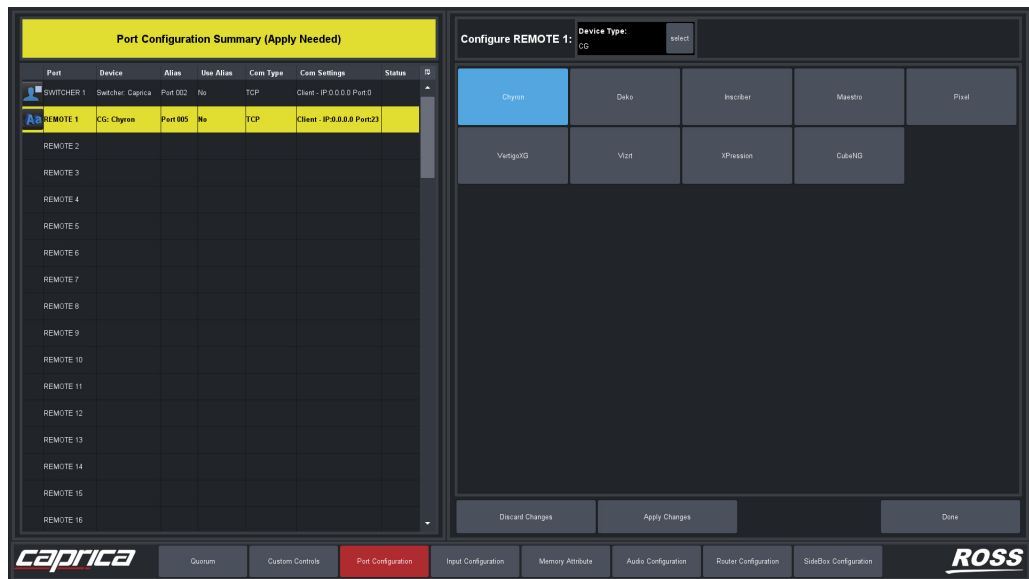 Port Configuration Summary (Apply Needed)
Port Device Alias Use Alias Com Type Com Settings Status
SWITCHER 1 Switcher: Caprica Port 002 No TCP Client - IP:0.0.0.0 Port:0
Aa REMOTE 1 CG: Chyron Port 005 No TCP Client - IP:0.0.0.0 Port:23
REMOTE 2
REMOTE 3
REMOTE 4
REMOTE 5
REMOTE 6
REMOTE 7
REMOTE 8
REMOTE 9
REMOTE 10
REMOTE 11
REMOTE 12
REMOTE 13
REMOTE 14
REMOTE 15
REMOTE 16
Configure REMOTE 1:
Device Type:
CG
select
Chyron Deko Inscriber Maestro Pixel
VertigoXG Vizrt XPression CubeNG
Discard Changes Apply Changes Done
caprica Quorum Custom Controls Port Configuration Input Configuration Memory Attribute Audio Configuration Router Configuration SideBox Configuration ROSS